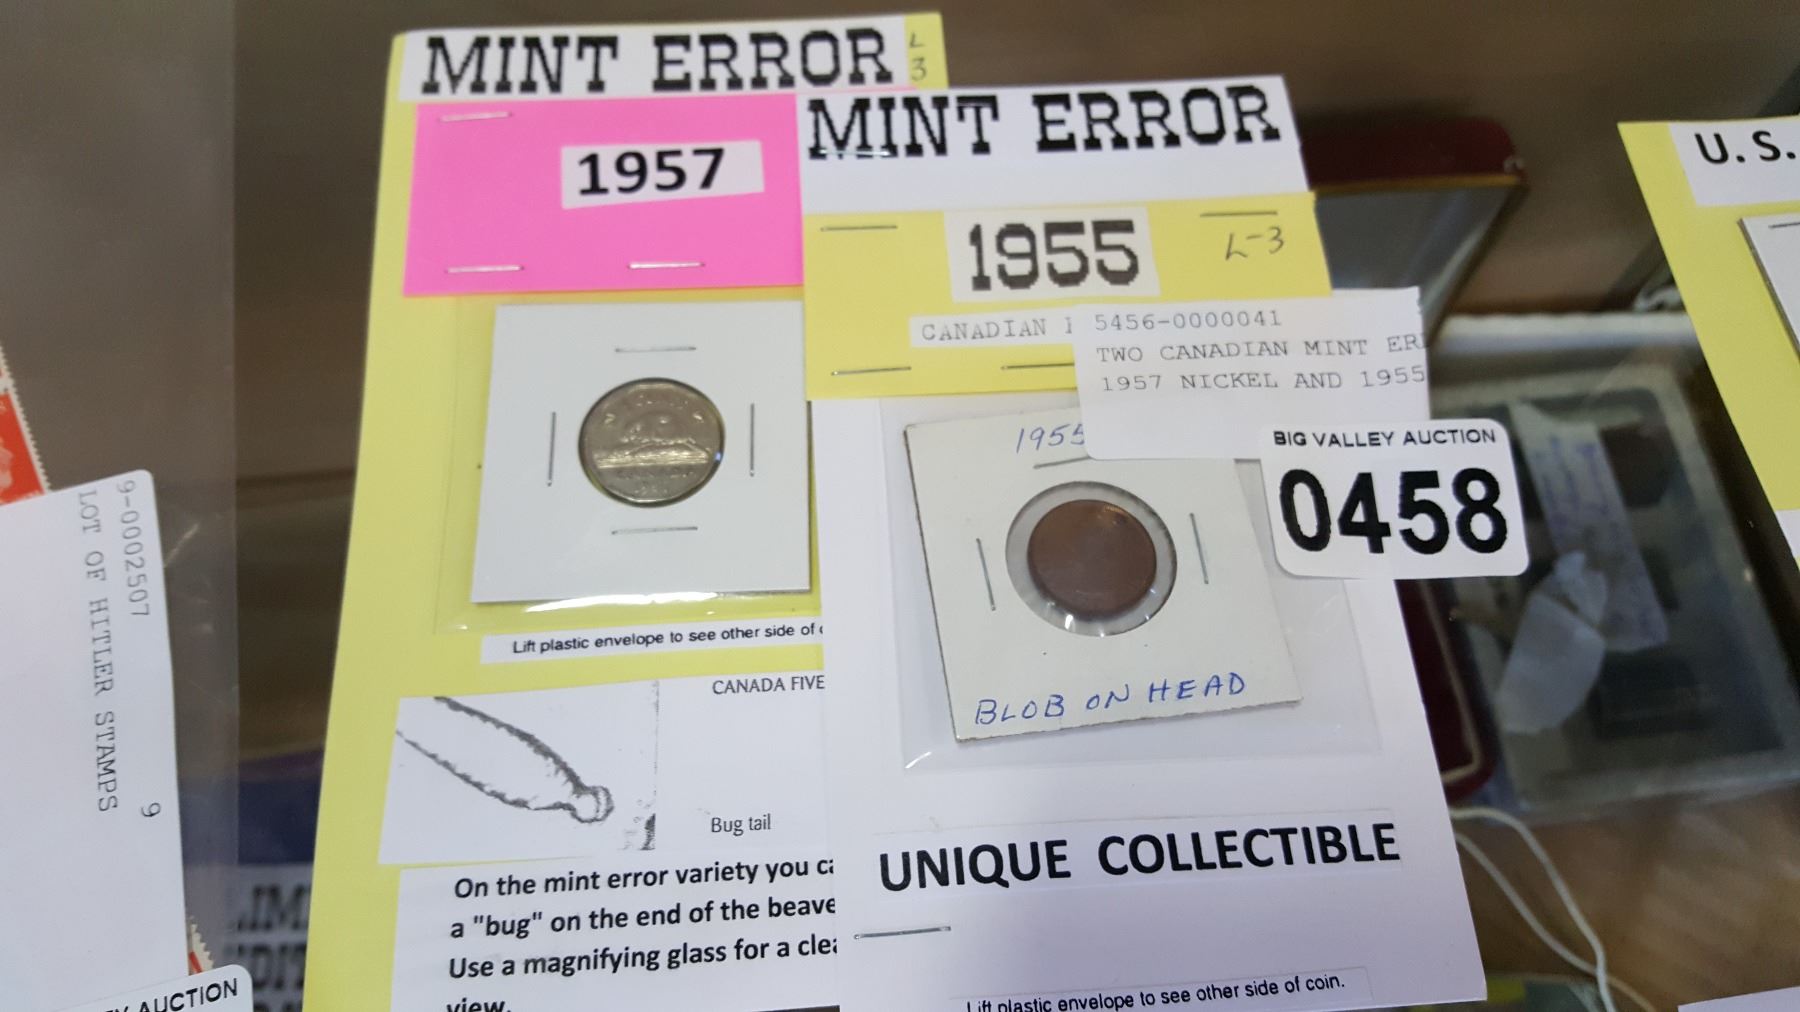 MINT ERROR
L
3
1957
Lift plastic envelope to see other side of
CANADA FIVE
Bug tail
On the mint error variety you
a "bug" on the end of the
Use a magnifying glass for a
view.
MINT ERROR
1955
L-3
CANADIAN
5456-0000041
TWO CANADIAN MINT
1957 NICKEL AND 1955
BIG VALLEY AUCTION
0458
1955
BLOB ON HEAD
UNIQUE COLLECTIBLE
Lift plastic envelope to see other side of coin.
U.S.
9-0002507
LOT OF HITLER STAMPS
9
AUCTION